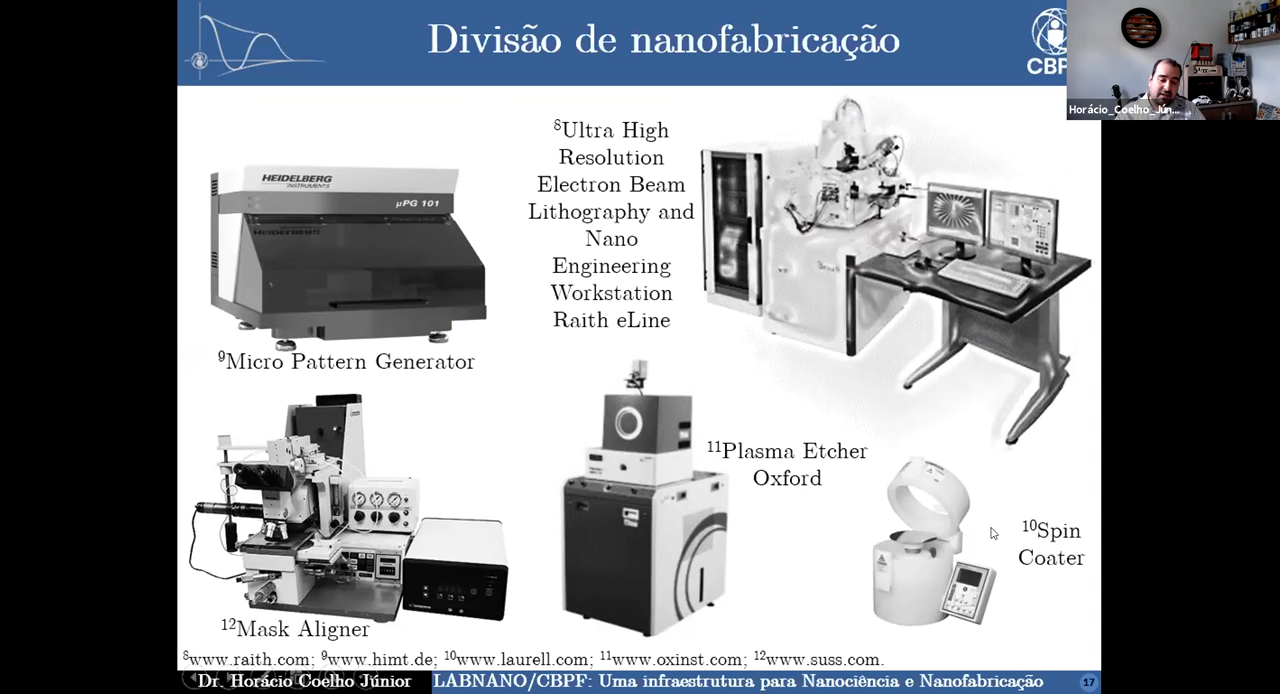 Divisão de nanofabricação
CBP
Horácio_Coelho_Jún...
HEIDELBERG
INSTRUMENTS
µPG 101
⁹Micro Pattern Generator
⁸Ultra High
Resolution
Electron Beam
Lithography and
Nano
Engineering
Workstation
Raith eLine
¹¹Plasma Etcher
Oxford
¹⁰Spin
Coater
¹²Mask Aligner
⁸www.raith.com; ⁹www.himt.de; ¹⁰www.laurell.com; ¹¹www.oxinst.com; ¹²www.suss.com.
Dr. Horácio Coelho Júnior
LABNANO/CBPF: Uma infraestrutura para Nanociência e Nanofabricação
17